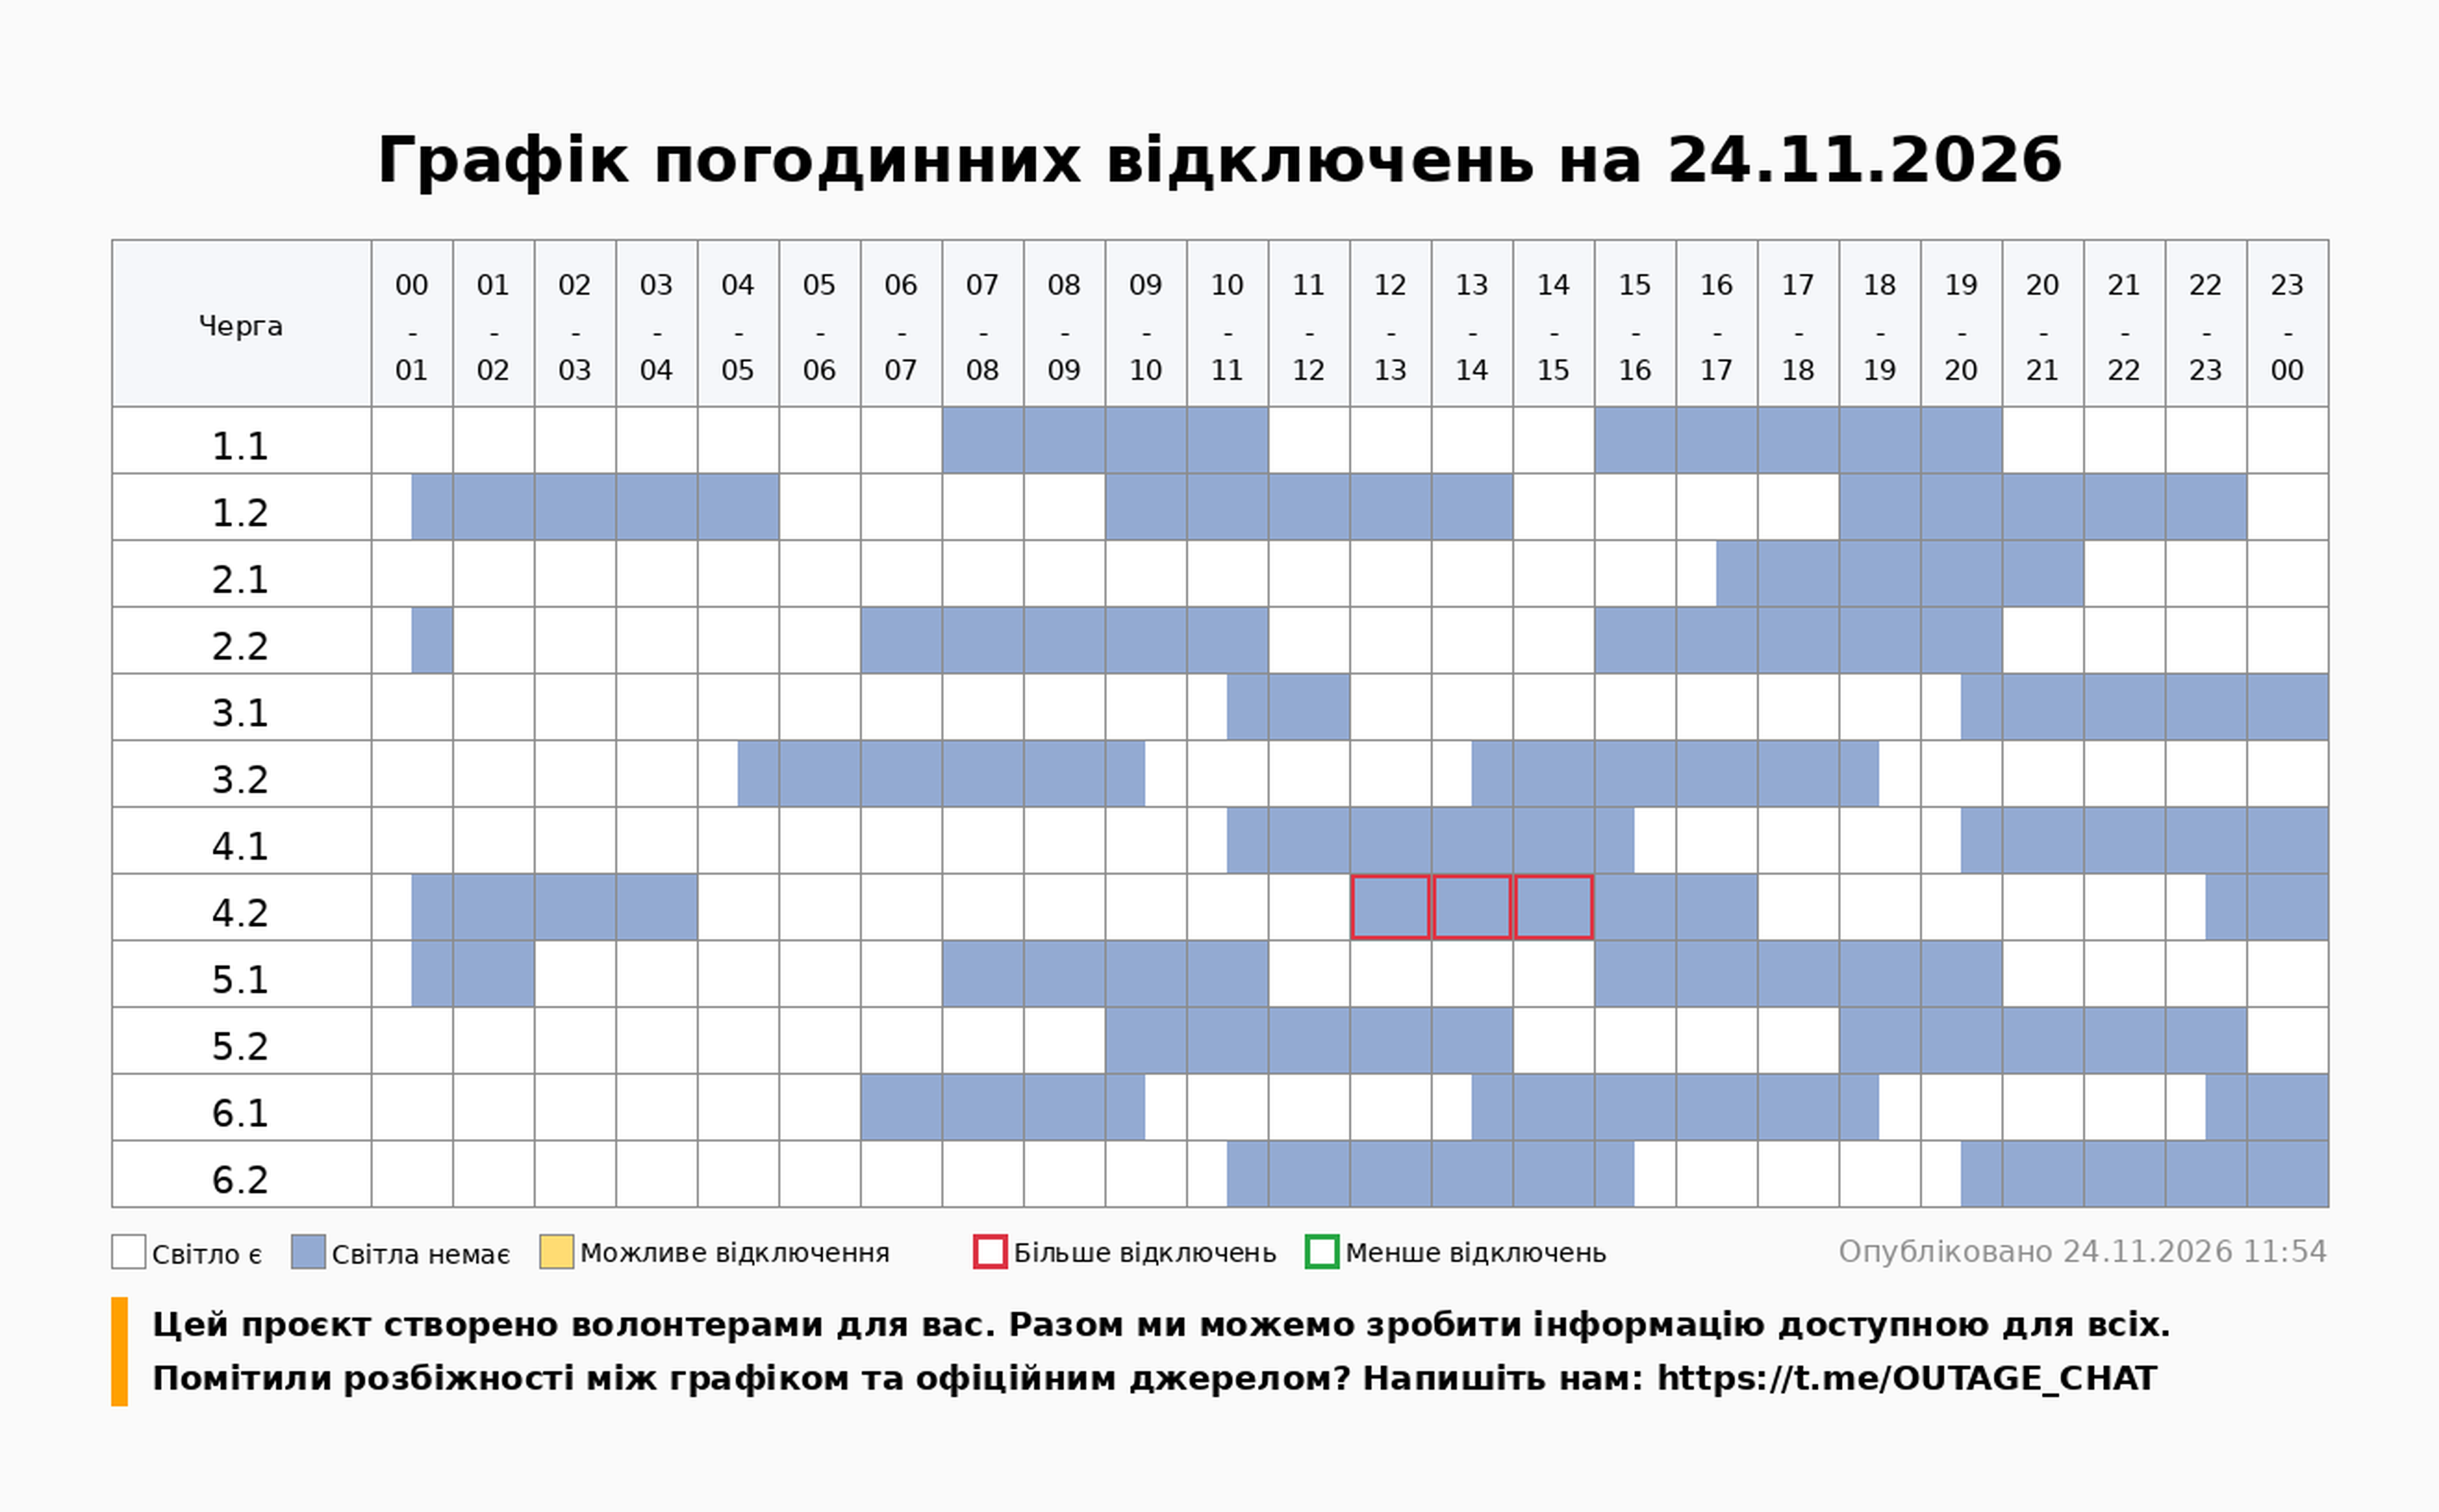 Графік погодинних відключень на 24.11.2026
Черга 00 - 01 01 - 02 02 - 03 03 - 04 04 - 05 05 - 06 06 - 07 07 - 08 08 - 09 09 - 10 10 - 11 11 - 12 12 - 13 13 - 14 14 - 15 15 - 16 16 - 17 17 - 18 18 - 19 19 - 20 20 - 21 21 - 22 22 - 23 23 - 00
1.1
1.2
2.1
2.2
3.1
3.2
4.1
4.2
5.1
5.2
6.1
6.2
Світло є Світла немає Можливе відключення Більше відключень Менше відключень Опубліковано 24.11.2026 11:54
Цей проєкт створено волонтерами для вас. Разом ми можемо зробити інформацію доступною для всіх.
Помітили розбіжності між графіком та офіційним джерелом? Напишіть нам: https://t.me/OUTAGE_CHAT